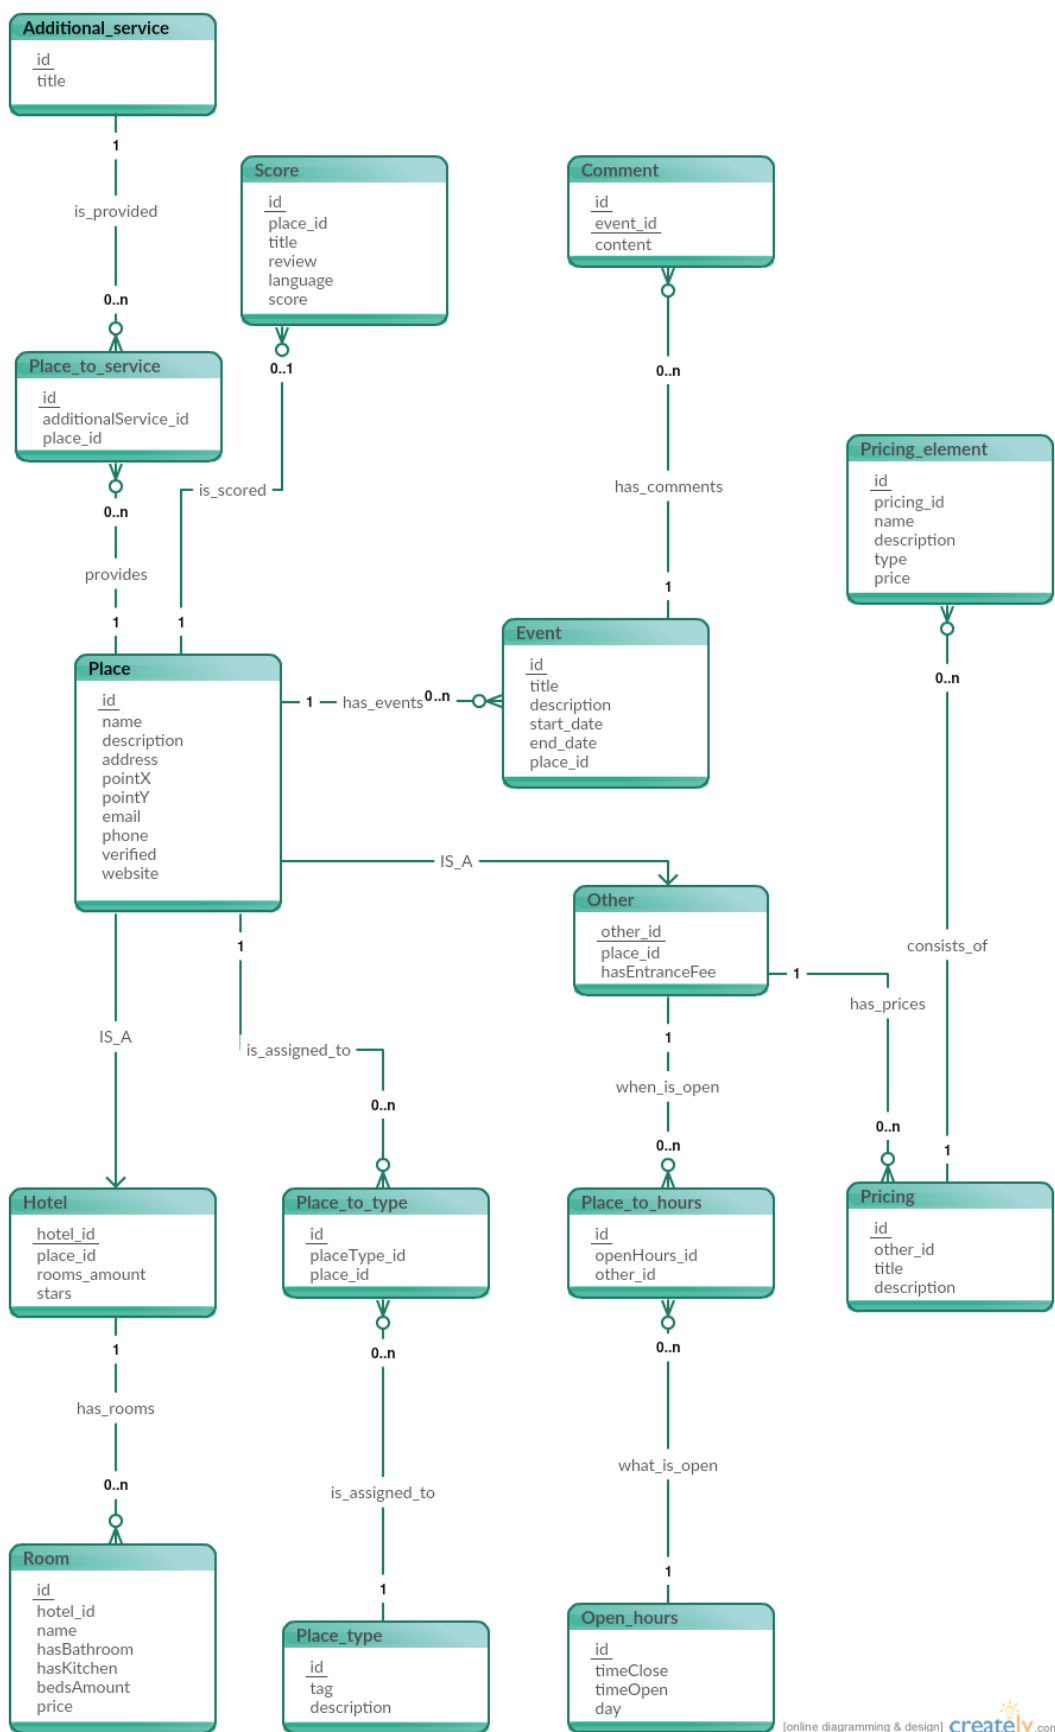 Additional_service
id
title
1
is_provided
0..n
Score
id
place_id
title
review
language
score
0..1
Comment
id
event_id
content
0..n
has_comments
1
Place_to_service
id
additionalService_id
place_id
0..n
provides
1
is_scored
1
Pricing_element
id
pricing_id
name
description
type
price
0..n
consists_of
1
Place
id
name
description
address
pointX
pointY
email
phone
verified
website
1
has_events
0..n
Event
id
title
description
start_date
end_date
place_id
IS_A
Other
other_id
place_id
hasEntranceFee
1
has_prices
0..n
1
when_is_open
0..n
IS_A
1
is_assigned_to
0..n
Hotel
hotel_id
place_id
rooms_amount
stars
Place_to_type
id
placeType_id
place_id
Place_to_hours
id
openHours_id
other_id
Pricing
id
other_id
title
description
1
has_rooms
0..n
0..n
is_assigned_to
1
0..n
what_is_open
1
Room
id
hotel_id
name
hasBathroom
hasKitchen
bedsAmount
price
Place_type
id
tag
description
Open_hours
id
timeClose
timeOpen
day
[online diagramming & design] creately.com